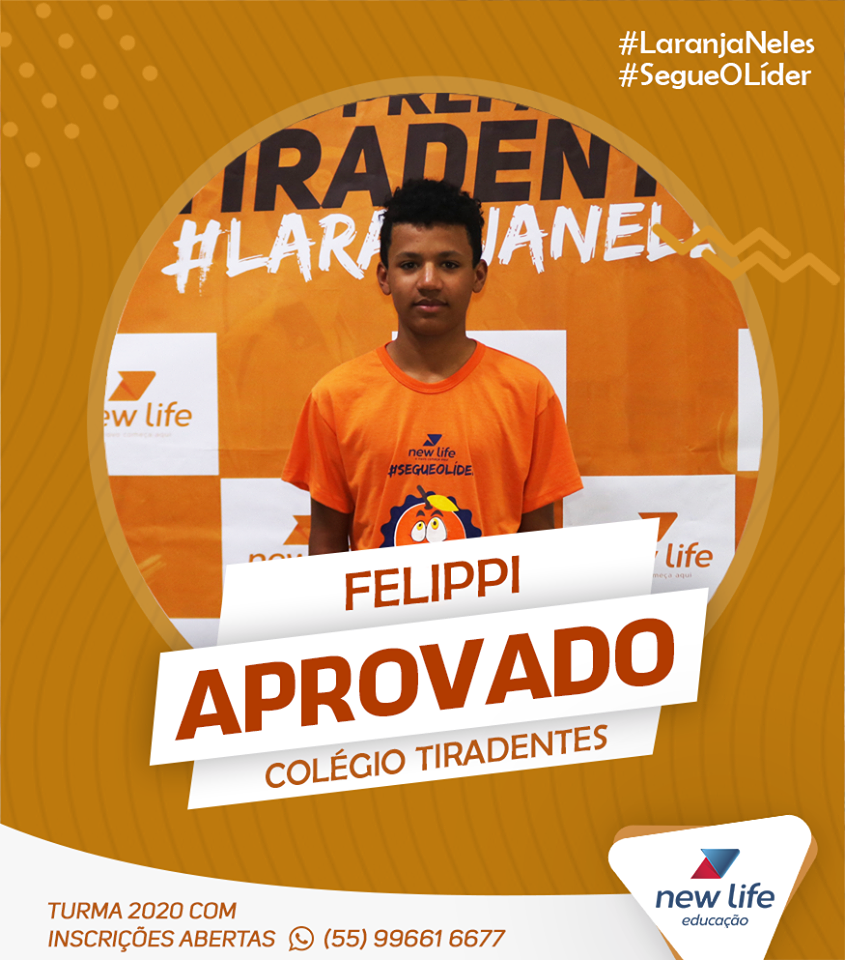 #LaranjaNeles
#SegueOLíder
TIRADENT
#LARANJANELE
new life
new life
#SEGUEOLÍDE
new life
FELIPPI
APROVADO
COLÉGIO TIRADENTES
new life
educação
TURMA 2020 COM
INSCRIÇÕES ABERTAS (55) 99661 6677